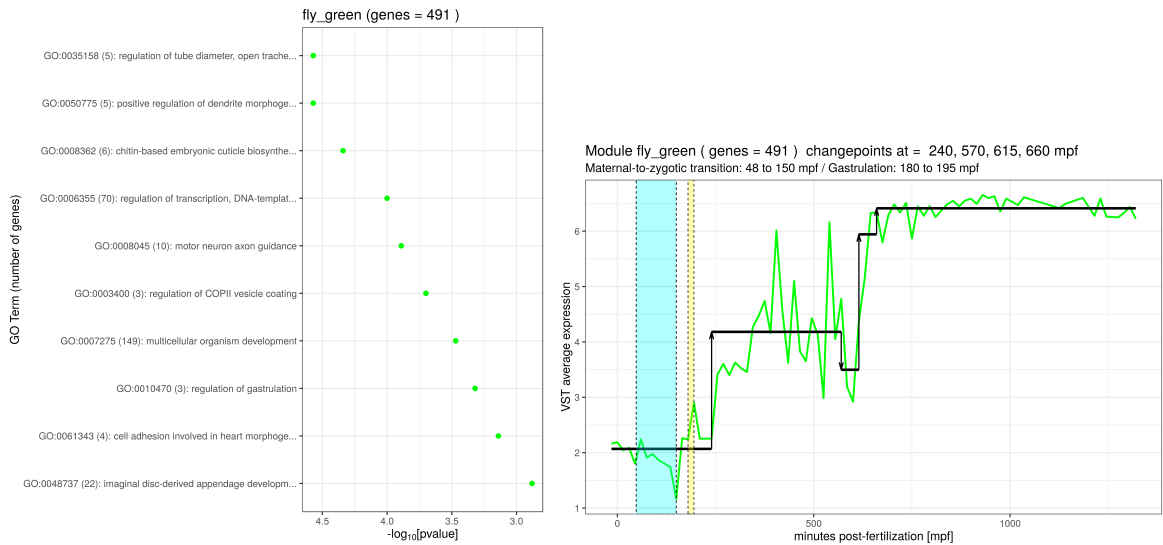 fly_green (genes = 491 )
GO Term (number of genes)
GO:0035158 (5): regulation of tube diameter, open trache...
GO:0050775 (5): positive regulation of dendrite morphoge...
GO:0008362 (6): chitin-based embryonic cuticle biosynthe...
GO:0006355 (70): regulation of transcription, DNA-templat...
GO:0008045 (10): motor neuron axon guidance
GO:0003400 (3): regulation of COPII vesicle coating
GO:0007275 (149): multicellular organism development
GO:0010470 (3): regulation of gastrulation
GO:0061343 (4): cell adhesion involved in heart morphoge...
GO:0048737 (22): imaginal disc-derived appendage developm...
4.5 4.0 3.5 3.0
-log10[pvalue]
Module fly_green ( genes = 491 ) changepoints at = 240, 570, 615, 660 mpf
Maternal-to-zygotic transition: 48 to 150 mpf / Gastrulation: 180 to 195 mpf
VST average expression
6
5
4
3
2
1
0 500 1000
minutes post-fertilization [mpf]